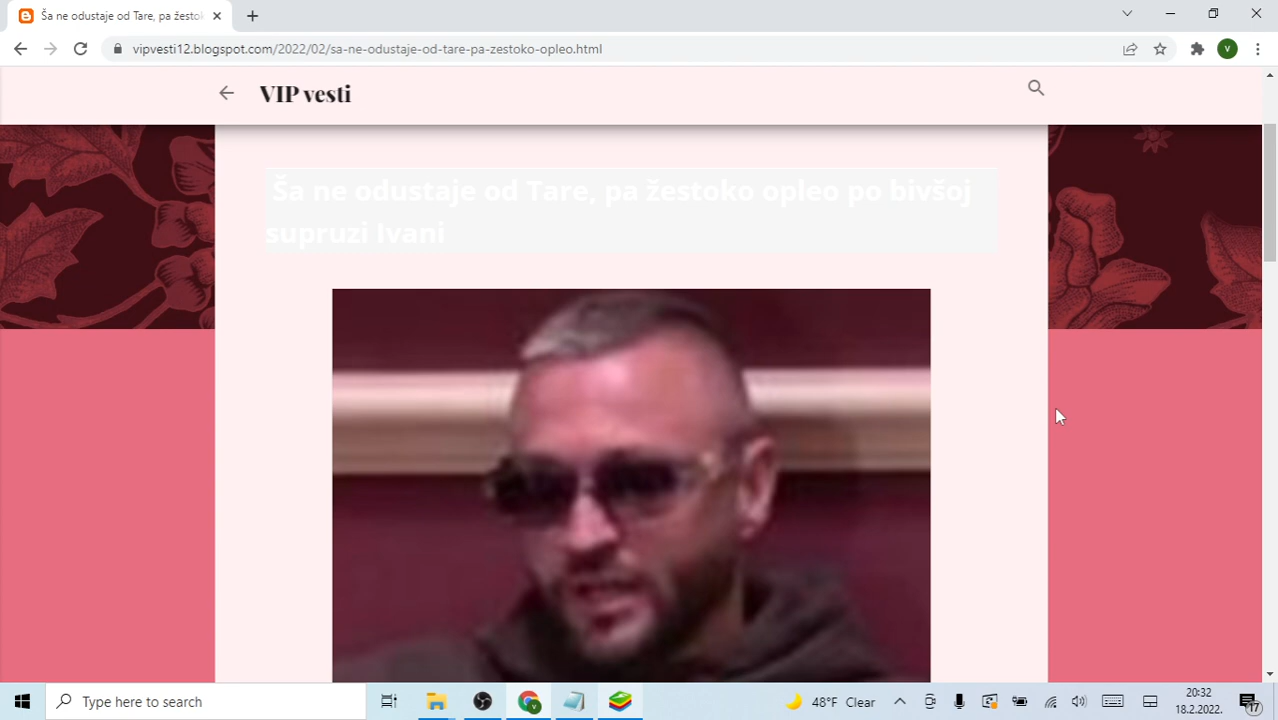 Ša ne odustaje od Tare, pa žestok
vipvesti12.blogspot.com/2022/02/sa-ne-odustaje-od-tare-pa-zestoko-opleo.html
V
VIP vesti
Ša ne odustaje od Tare, pa žestoko opleo po bivšoj
supruzi Ivani
Type here to search
48°F Clear
20:32
18.2.2022.
17